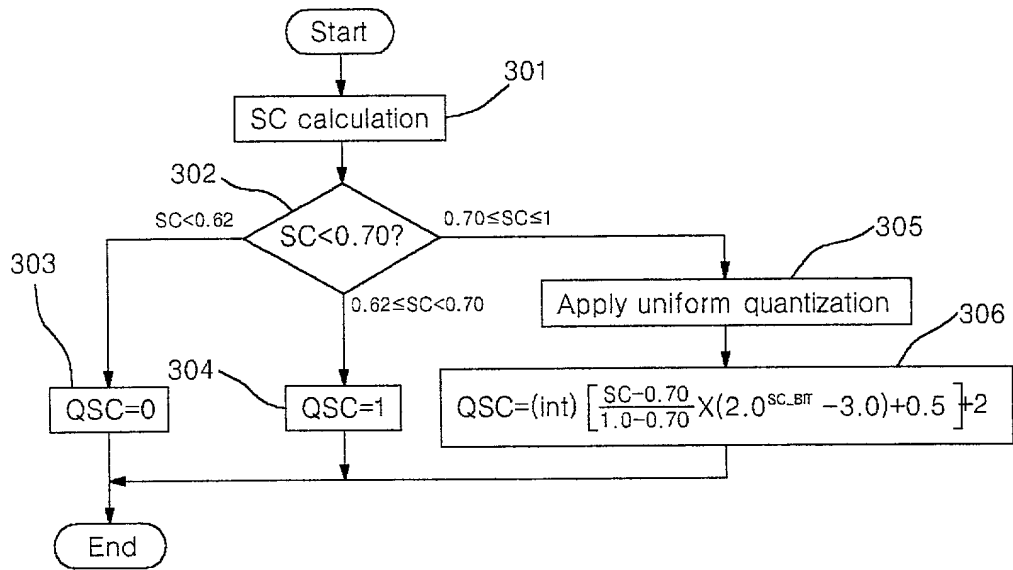 Start
301
SC calculation
302
SC<0.62
SC<0.70?
0.70≤SC≤1
305
303
0.62≤SC<0.70
Apply uniform quantization
306
304
QSC=0
QSC=1
QSC=(int) [SC-0.70/1.0-0.70 X(2.0^SC_BIT -3.0)+0.5]+2
End